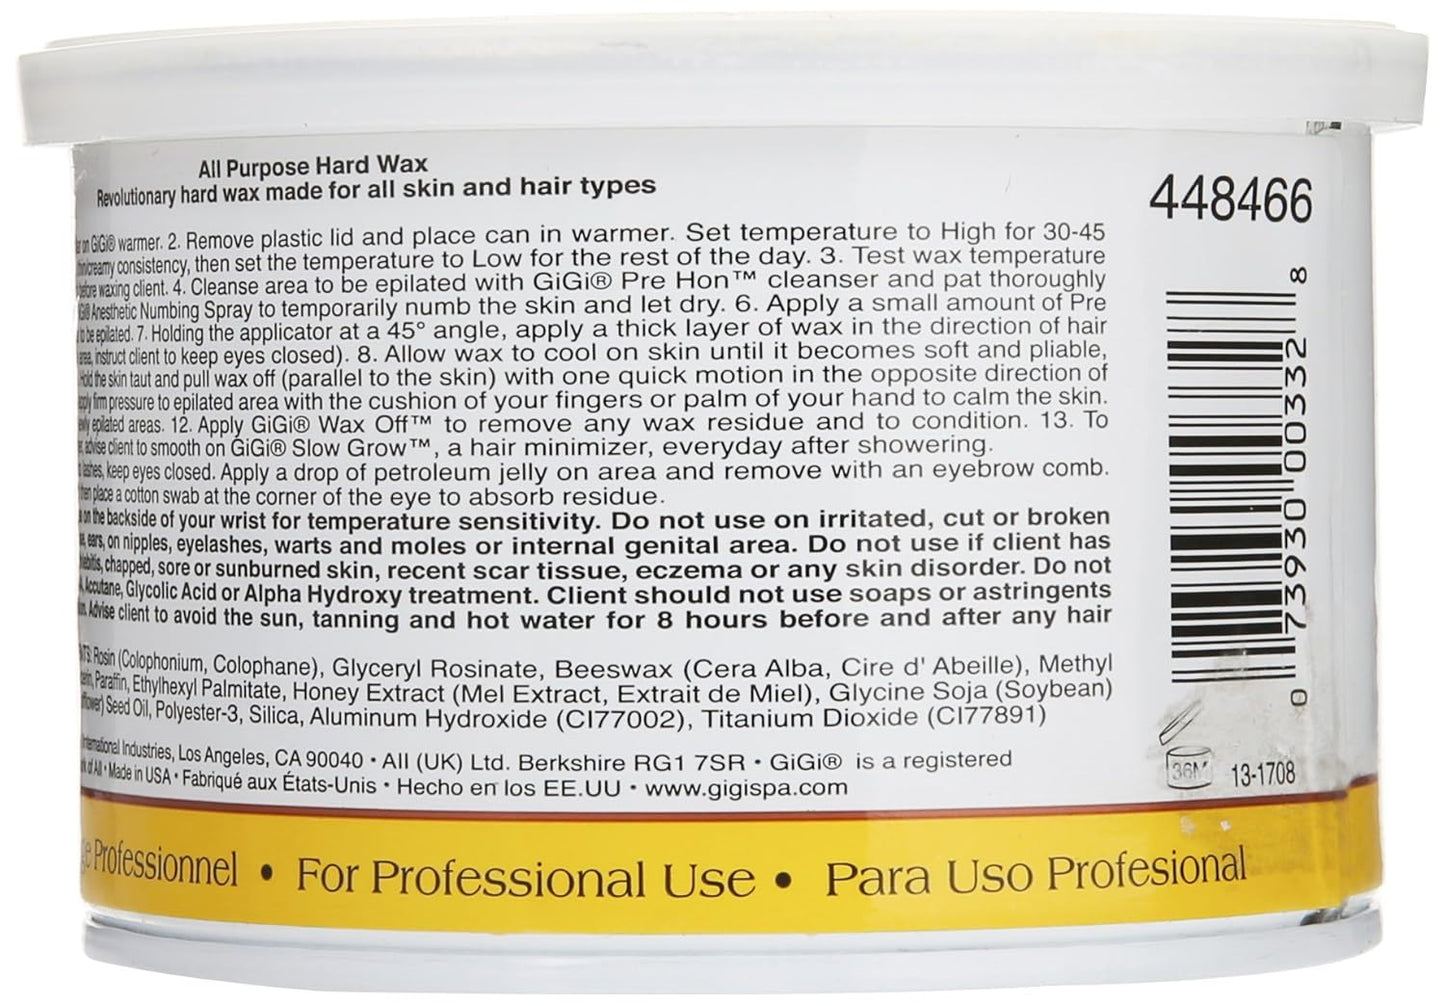 All Purpose Hard Wax
Revolutionary hard wax made for all skin and hair types
on GiGi® warmer. 2. Remove plastic lid and place can in warmer. Set temperature to High for 30-45
consistency, then set the temperature to Low for the rest of the day. 3. Test wax temperature
before waxing client. 4. Cleanse area to be epilated with GiGi® Pre Hon™ cleanser and pat thoroughly
Anesthetic Numbing Spray to temporarily numb the skin and let dry. 6. Apply a small amount of Pre
to be epilated. 7. Holding the applicator at a 45° angle, apply a thick layer of wax in the direction of hair
area, instruct client to keep eyes closed). 8. Allow wax to cool on skin until it becomes soft and pliable,
Hold the skin taut and pull wax off (parallel to the skin) with one quick motion in the opposite direction of
apply firm pressure to epilated area with the cushion of your fingers or palm of your hand to calm the skin.
epilated areas. 12. Apply GiGi® Wax Off™ to remove any wax residue and to condition. 13. To
advise client to smooth on GiGi® Slow Grow™, a hair minimizer, everyday after showering.
lashes, keep eyes closed. Apply a drop of petroleum jelly on area and remove with an eyebrow comb.
then place a cotton swab at the corner of the eye to absorb residue.
on the backside of your wrist for temperature sensitivity. Do not use on irritated, cut or broken
ears, on nipples, eyelashes, warts and moles or internal genital area. Do not use if client has
chapped, sore or sunburned skin, recent scar tissue, eczema or any skin disorder. Do not
Accutane, Glycolic Acid or Alpha Hydroxy treatment. Client should not use soaps or astringents
Advise client to avoid the sun, tanning and hot water for 8 hours before and after any hair
Rosin (Colophonium, Colophane), Glyceryl Rosinate, Beeswax (Cera Alba, Cire d' Abeille), Methyl
Paraffin, Ethylhexyl Palmitate, Honey Extract (Mel Extract, Extrait de Miel), Glycine Soja (Soybean)
Seed Oil, Polyester-3, Silica, Aluminum Hydroxide (CI77002), Titanium Dioxide (CI77891)
International Industries, Los Angeles, CA 90040 • AII (UK) Ltd. Berkshire RG1 7SR • GiGi® is a registered
of AII • Made in USA • Fabriqué aux États-Unis • Hecho en los EE.UU • www.gigispa.com
Professionnel • For Professional Use • Para Uso Profesional
448466
0 73930 00332 8
36M
13-1708